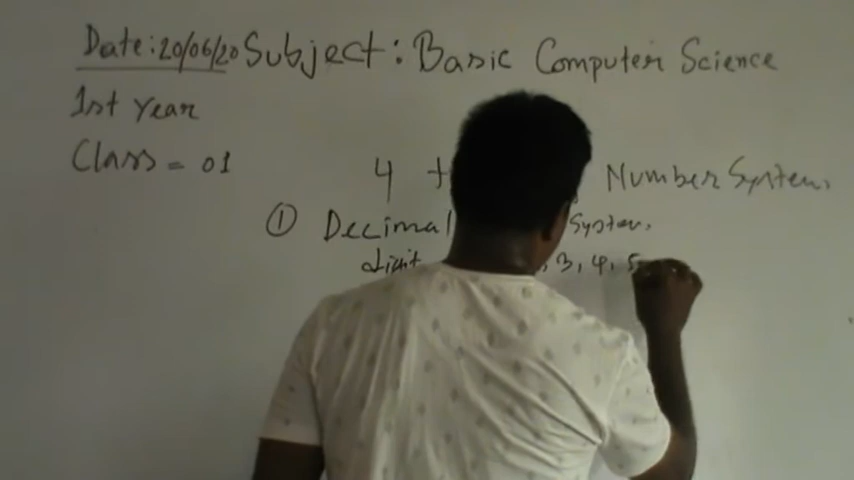 Date: 20/06/20 Subject: Basic Computer Science
1st Year
Class = 01
4 Number System.
① Decimal System.
digit 3, 4, 5